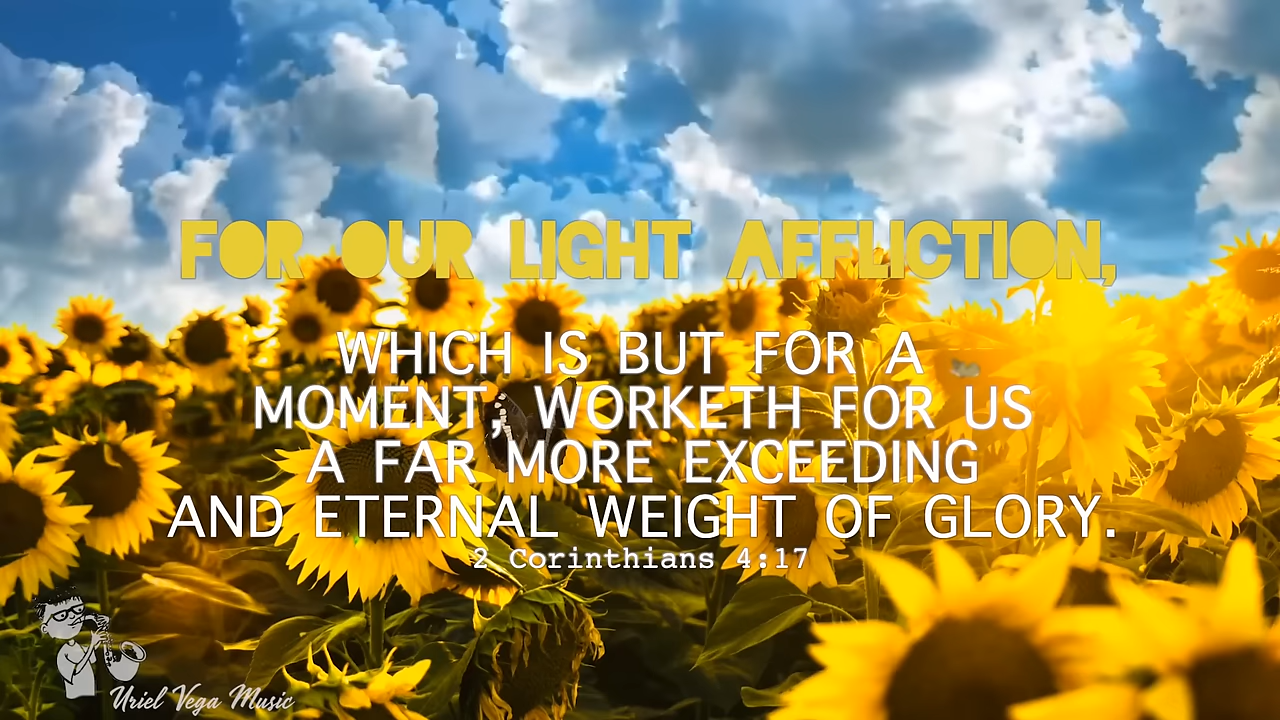 FOR OUR LIGHT AFFLICTION,
WHICH IS BUT FOR A
MOMENT, WORKETH FOR US
A FAR MORE EXCEEDING
AND ETERNAL WEIGHT OF GLORY.
2 Corinthians 4:17
Uriel Vega Music